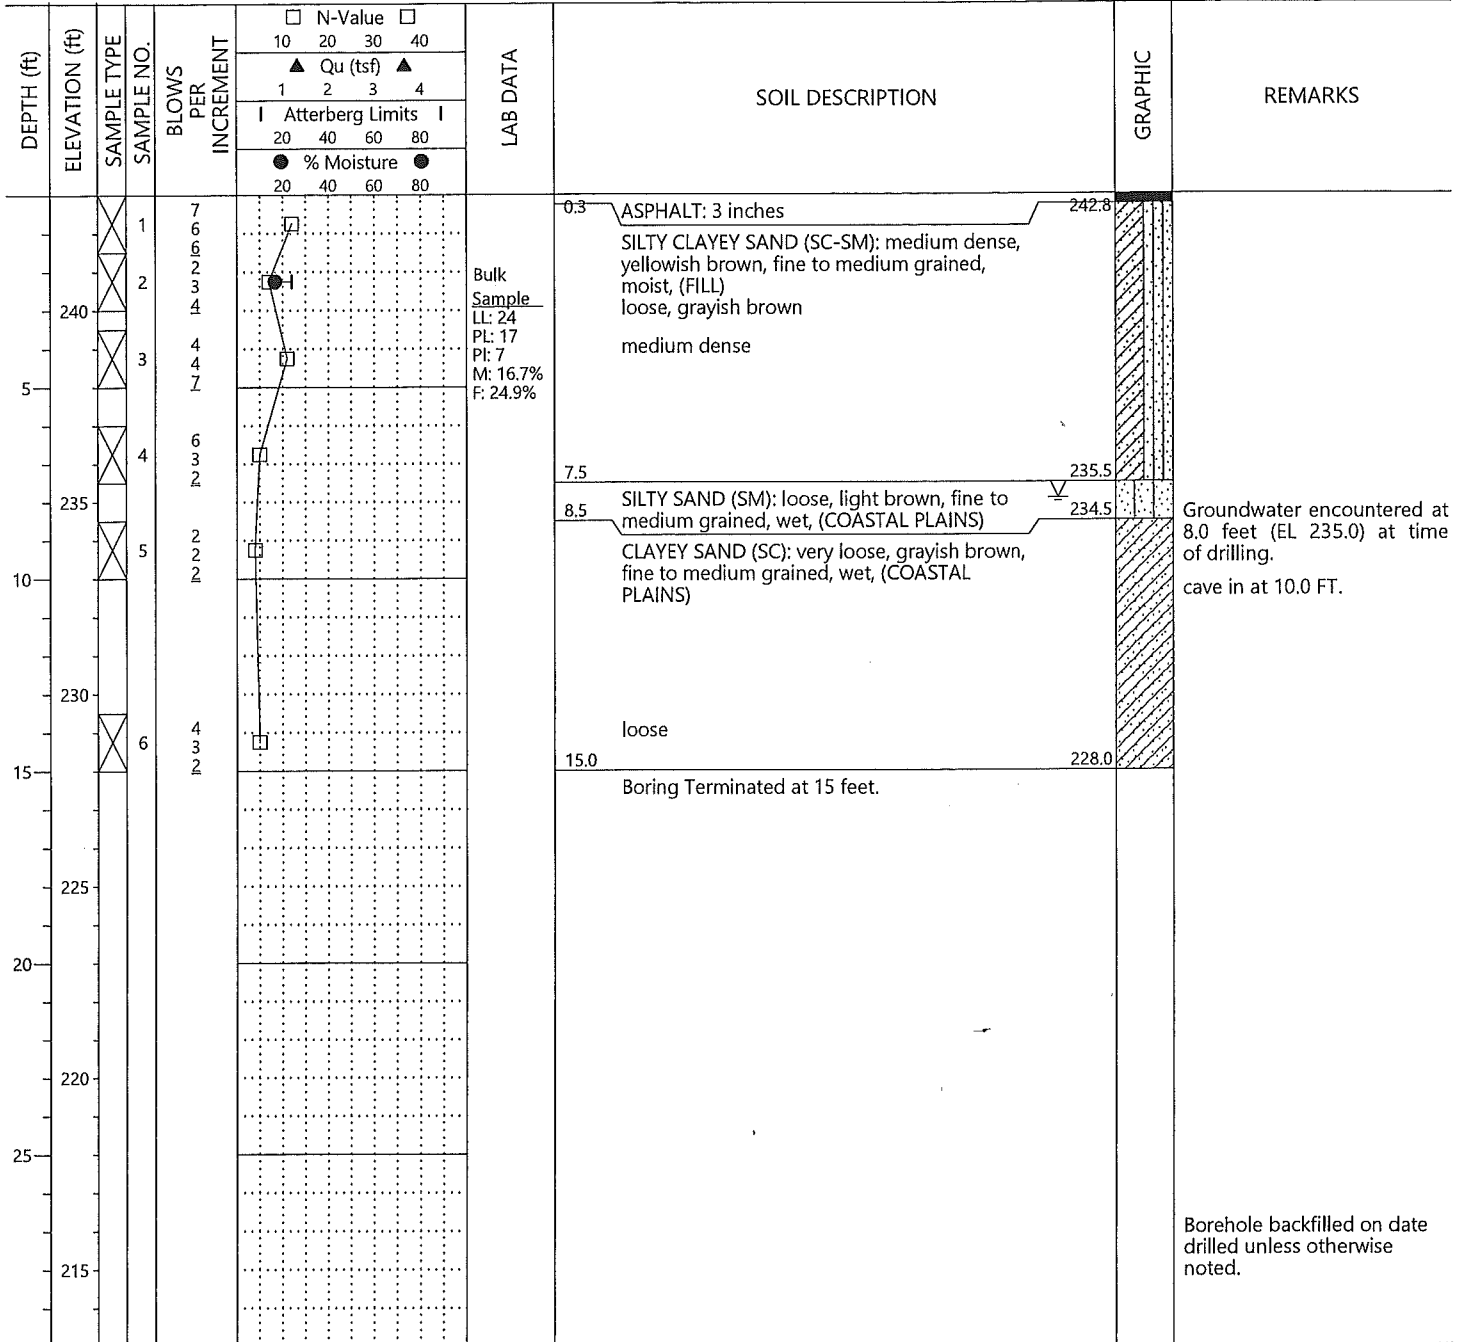 DEPTH (ft)
ELEVATION (ft)
SAMPLE TYPE
SAMPLE NO.
BLOWS
PER
INCREMENT
N-Value
10 20 30 40
Qu (tsf)
1 2 3 4
Atterberg Limits
20 40 60 80
% Moisture
20 40 60 80
LAB DATA
SOIL DESCRIPTION
GRAPHIC
REMARKS
1
7
6
6
0.3
ASPHALT: 3 inches
242.8
SILTY CLAYEY SAND (SC-SM): medium dense,
yellowish brown, fine to medium grained,
moist, (FILL)
2
2
3
4
Bulk
Sample
LL: 24
PL: 17
PI: 7
M: 16.7%
F: 24.9%
240
loose, grayish brown
medium dense
3
4
4
7
5
4
6
3
2
7.5
235.5
SILTY SAND (SM): loose, light brown, fine to
medium grained, wet, (COASTAL PLAINS)
235
8.5
234.5
Groundwater encountered at
8.0 feet (EL 235.0) at time
of drilling.
cave in at 10.0 FT.
CLAYEY SAND (SC): very loose, grayish brown,
fine to medium grained, wet, (COASTAL
PLAINS)
5
2
2
2
10
230
6
4
3
2
loose
15.0
228.0
15
Boring Terminated at 15 feet.
225
20
220
25
215
Borehole backfilled on date
drilled unless otherwise
noted.